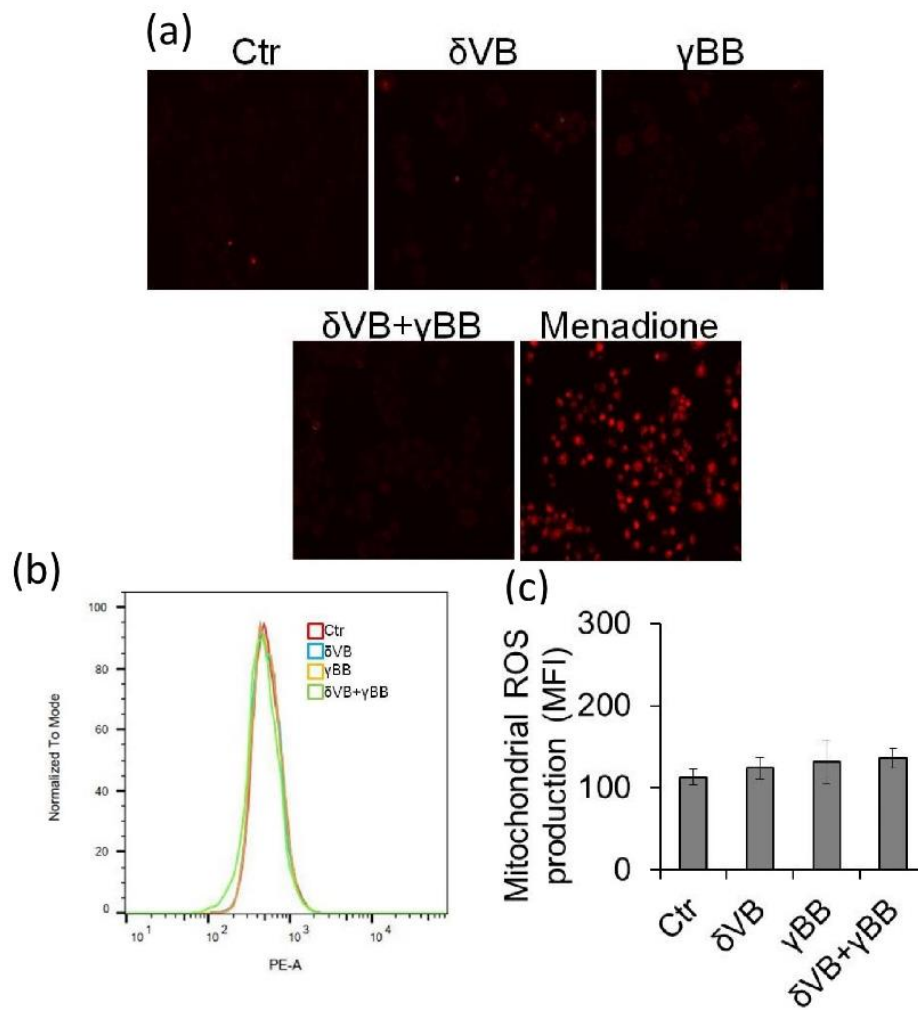 (a)
Ctr δVB γBB
δVB+γBB Menadione
(b)
100
80
60
40
20
0
Normalized To Mode
Ctr
δVB
γBB
δVB+γBB
10¹ 10² 10³ 10⁴
PE-A
(c)
Mitochondrial ROS
production (MFI)
300
200
100
0
Ctr
δVB
γBB
δVB+γBB